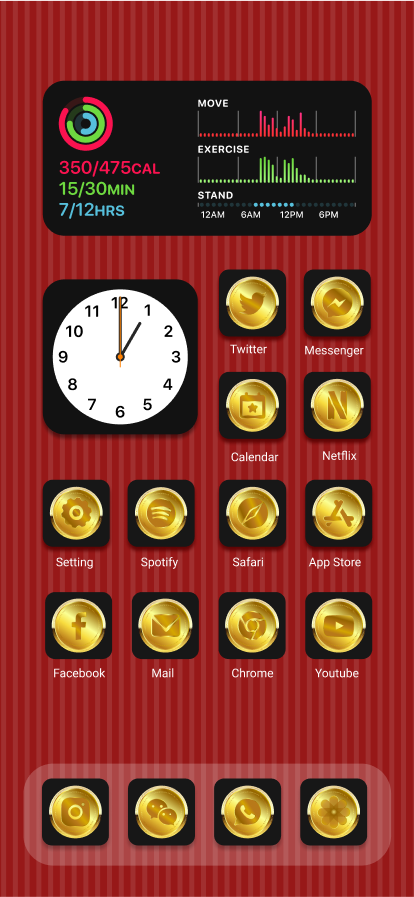 MOVE
350/475CAL
EXERCISE
15/30MIN
STAND
7/12HRS
12AM 6AM 12PM 6PM
12
11 1
10 2
9 3
8 4
7 5
6
Twitter Messenger
Calendar Netflix
Setting Spotify Safari App Store
Facebook Mail Chrome Youtube